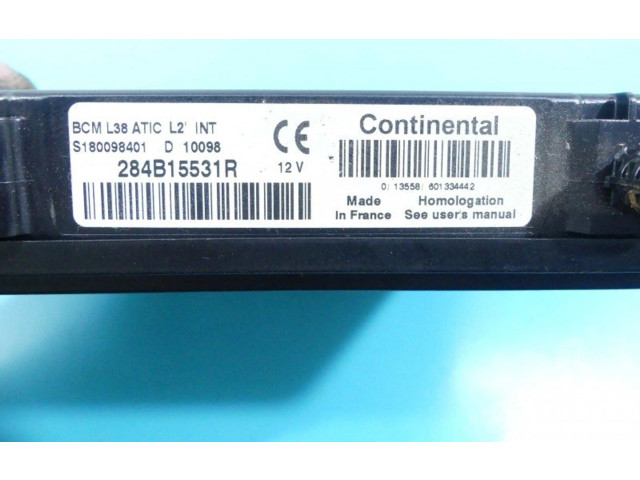 BCM L38 ATIC L2' INT
S180098401 D 10098
284B15531R 12 V
CE
Continental
0/13558/601334442
Made In France
Homologation See user's manual